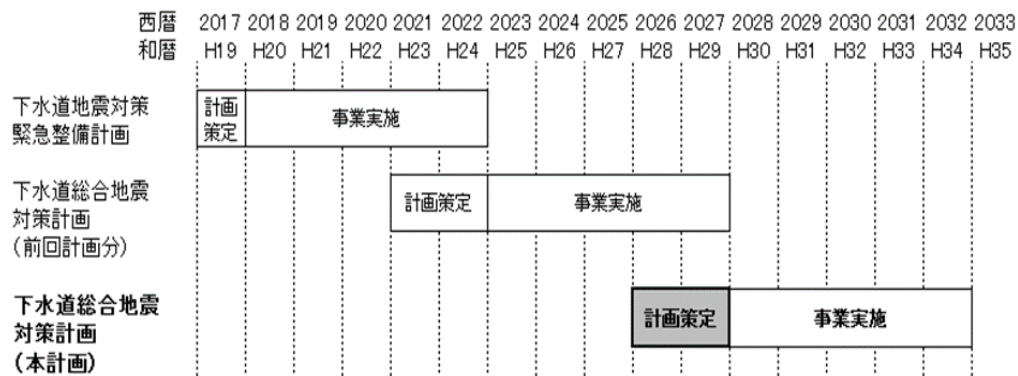 西暦 2017 2018 2019 2020 2021 2022 2023 2024 2025 2026 2027 2028 2029 2030 2031 2032 2033
和暦 H19 H20 H21 H22 H23 H24 H25 H26 H27 H28 H29 H30 H31 H32 H33 H34 H35
下水道地震対策
緊急整備計画
計画
策定
事業実施
下水道総合地震
対策計画
(前回計画分)
計画策定
事業実施
下水道総合地震
対策計画
(本計画)
計画策定
事業実施